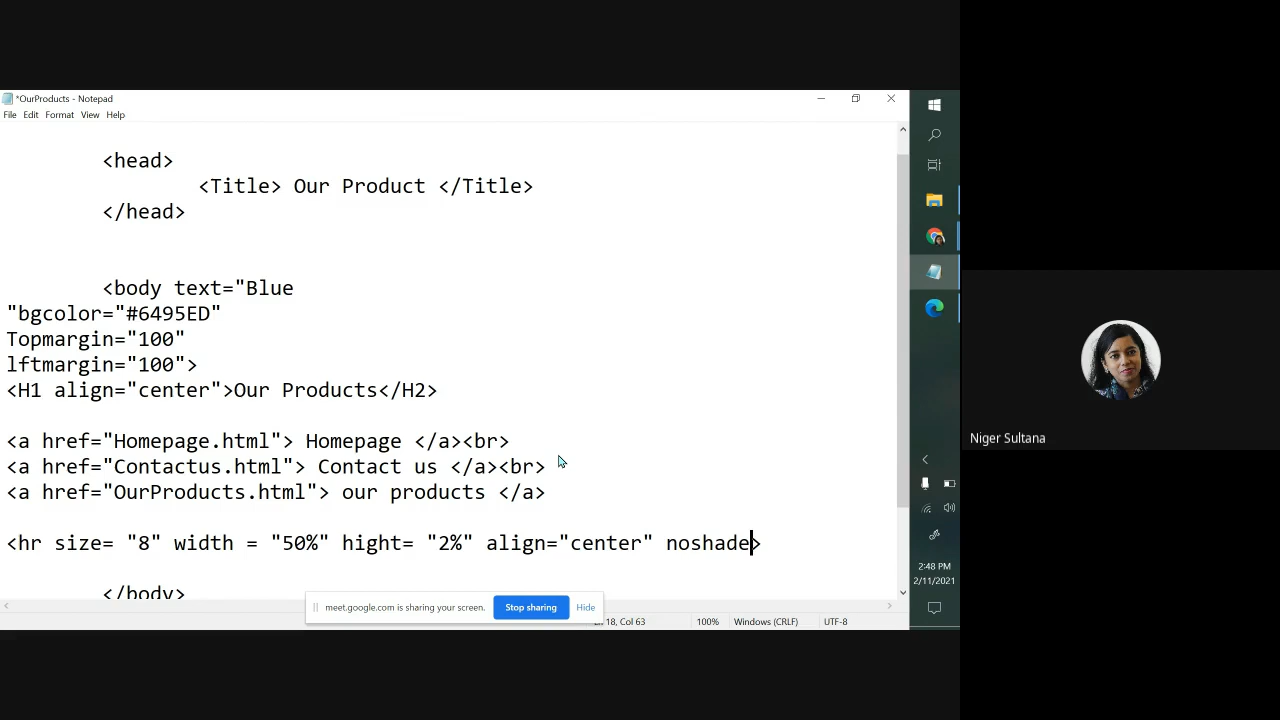 *OurProducts - Notepad
File Edit Format View Help
<head>
<Title> Our Product </Title>
</head>
<body text="Blue
"bgcolor="#6495ED"
Topmargin="100"
lftmargin="100">
<H1 align="center">Our Products</H2>
<a href="Homepage.html"> Homepage </a><br>
<a href="Contactus.html"> Contact us </a><br>
<a href="OurProducts.html"> our products </a>
<hr size= "8" width = "50%" hight= "2%" align="center" noshade>
</body>
meet.google.com is sharing your screen. Stop sharing Hide
Ln 18, Col 63 100% Windows (CRLF) UTF-8
2:48 PM
2/11/2021
Niger Sultana